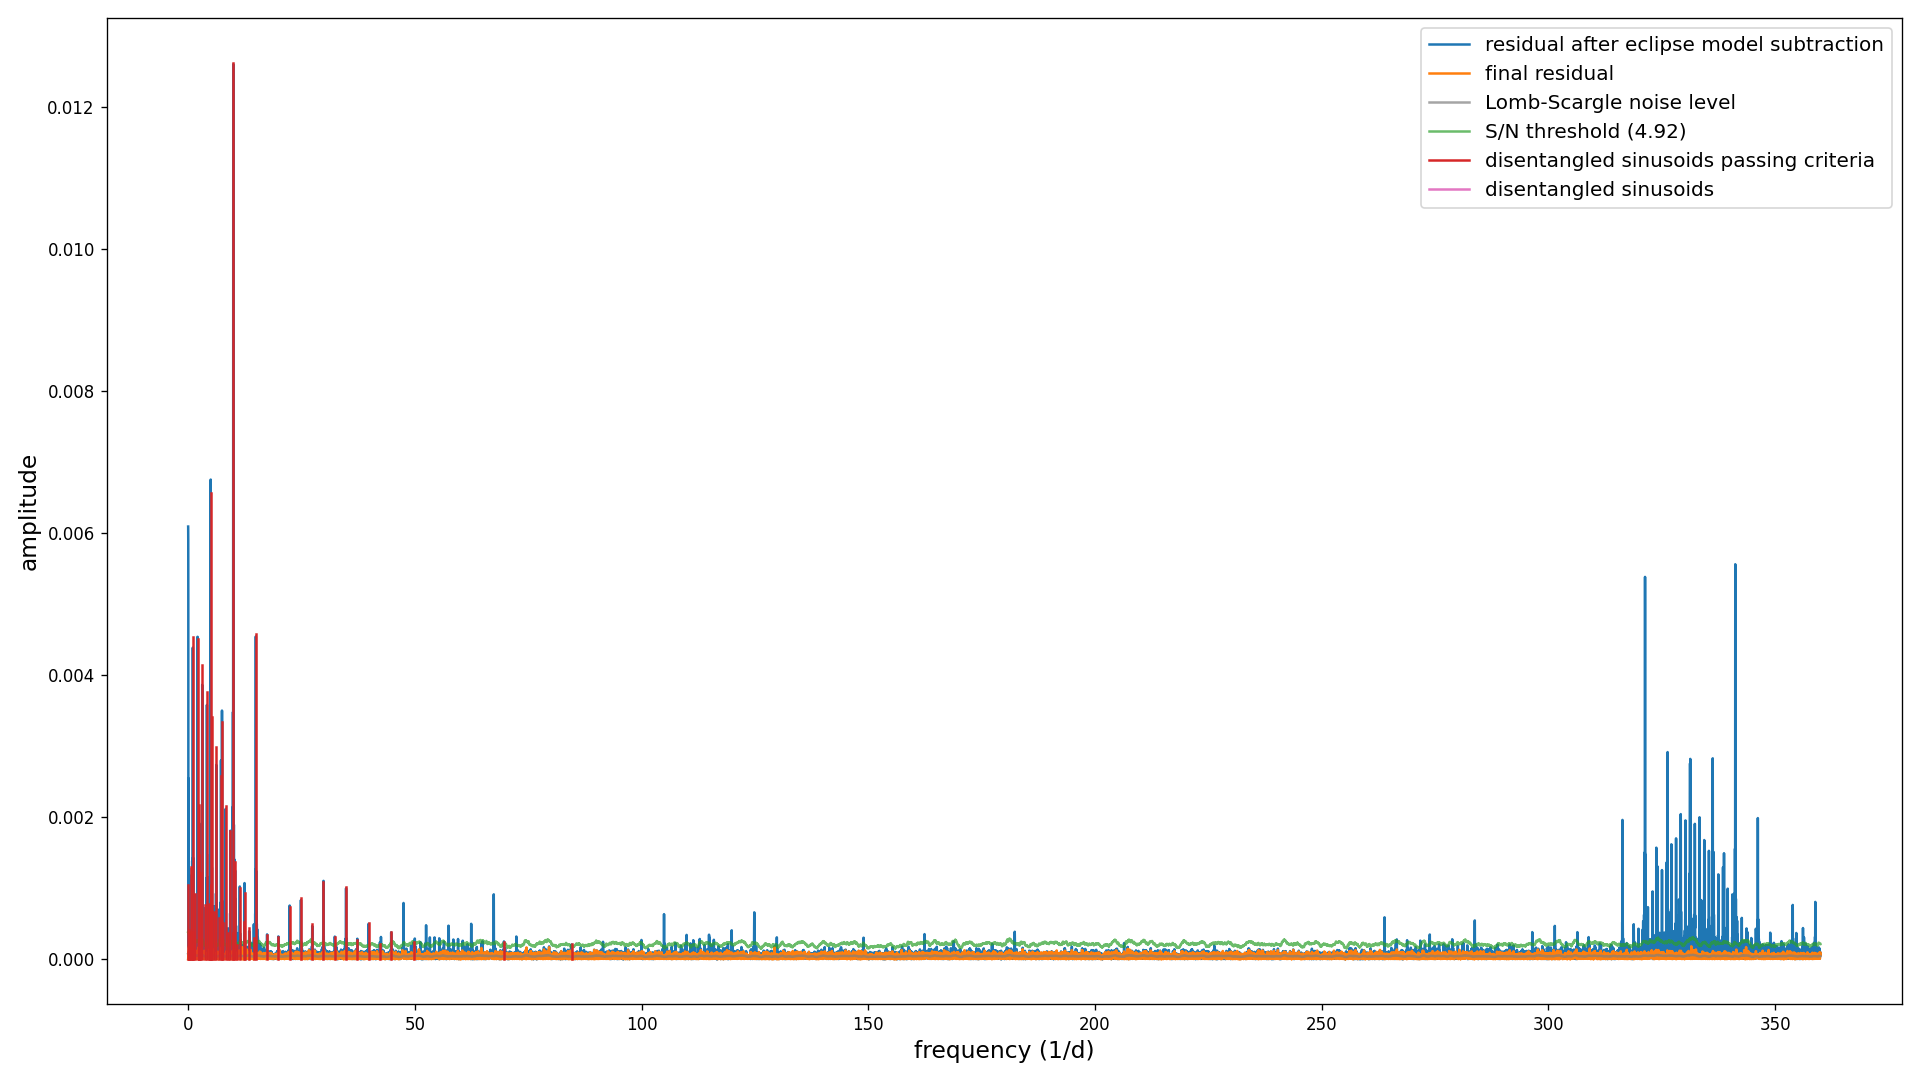 residual after eclipse model subtraction
final residual
Lomb-Scargle noise level
S/N threshold (4.92)
disentangled sinusoids passing criteria
disentangled sinusoids
0.012
0.010
0.008
0.006
0.004
0.002
0.000
amplitude
0 50 100 150 200 250 300 350
frequency (1/d)